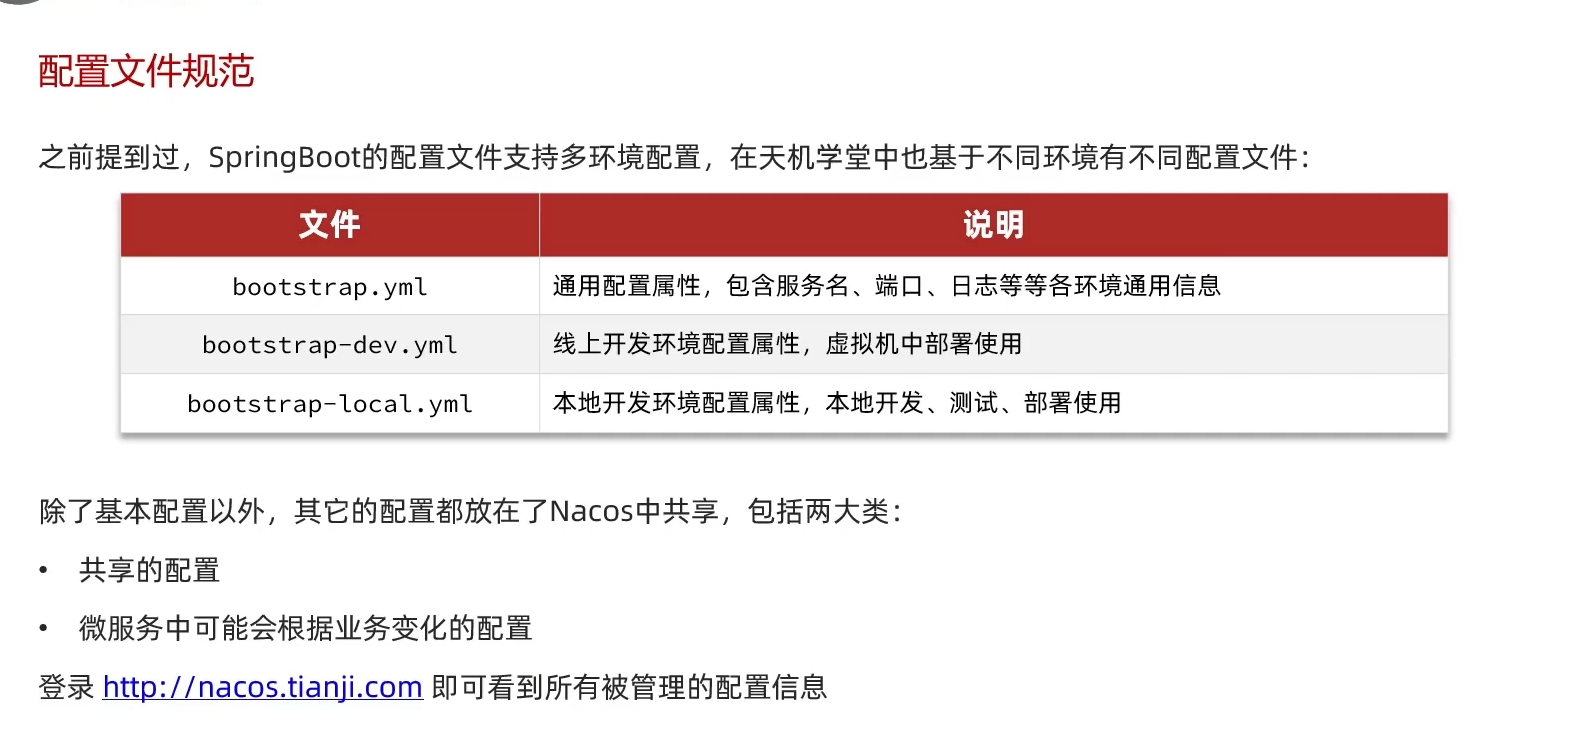 配置文件规范
之前提到过，SpringBoot的配置文件支持多环境配置，在天机学堂中也基于不同环境有不同配置文件：
文件 说明
bootstrap.yml 通用配置属性，包含服务名、端口、日志等等各环境通用信息
bootstrap-dev.yml 线上开发环境配置属性，虚拟机中部署使用
bootstrap-local.yml 本地开发环境配置属性，本地开发、测试、部署使用
除了基本配置以外，其它的配置都放在了Nacos中共享，包括两大类：
• 共享的配置
• 微服务中可能会根据业务变化的配置
登录 http://nacos.tianji.com 即可看到所有被管理的配置信息